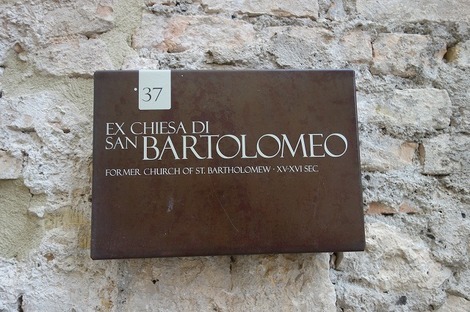 37
EX CHIESA DI
SAN BARTOLOMEO
FORMER CHURCH OF ST. BARTHOLOMEW · XV-XVI SEC